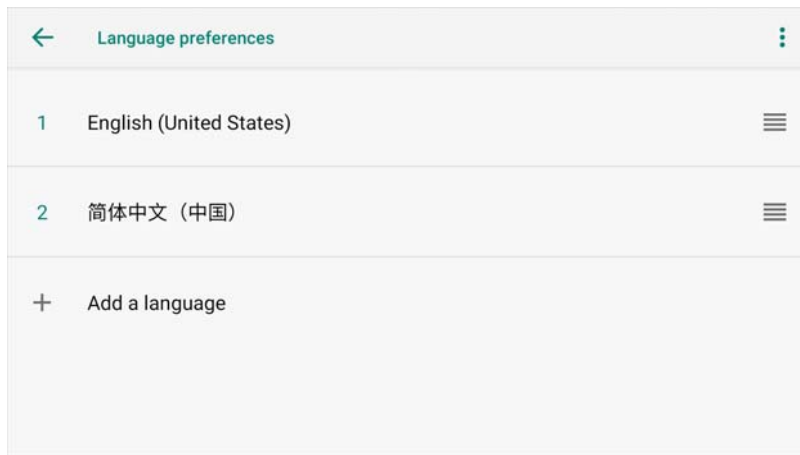 Language preferences
1 English (United States)
2 简体中文（中国）
Add a language